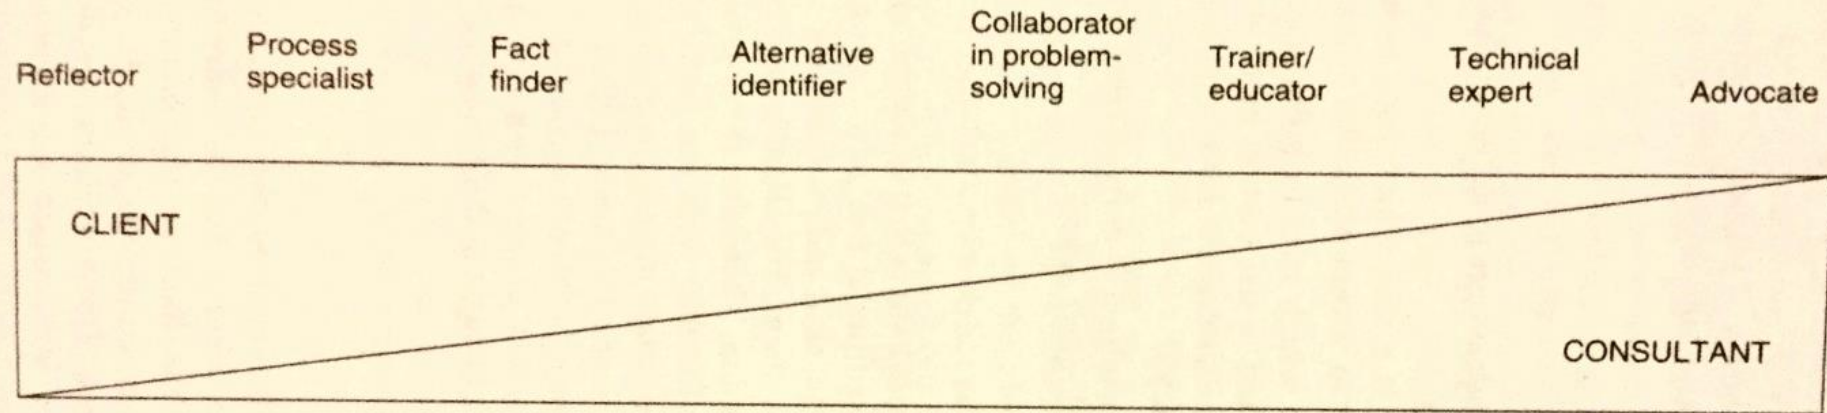 Reflector
Process
specialist
Fact
finder
Alternative
identifier
Collaborator
in problem-
solving
Trainer/
educator
Technical
expert
Advocate
CLIENT
CONSULTANT